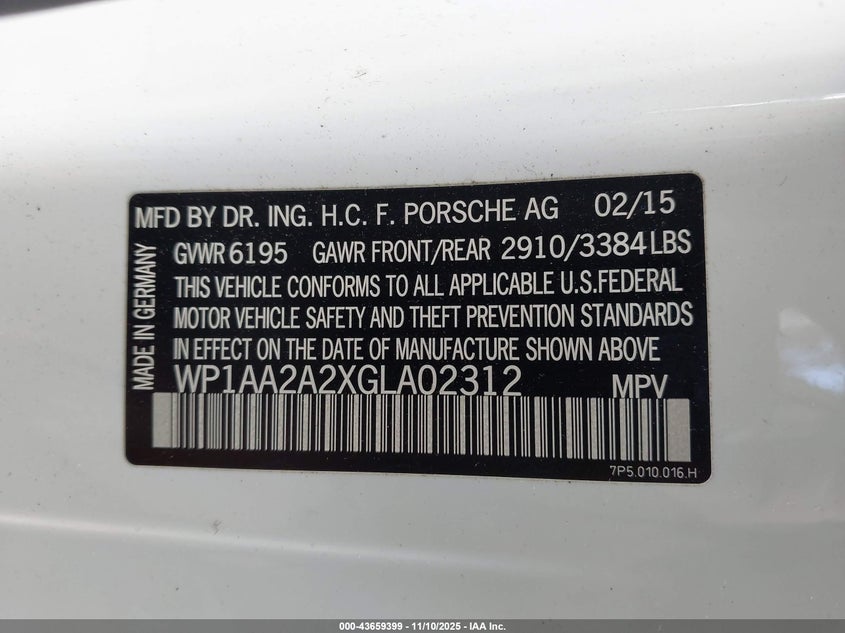 MFD BY DR. ING. H.C. F. PORSCHE AG 02/15
GVWR 6195 GAWR FRONT/REAR 2910/3384 LBS
THIS VEHICLE CONFORMS TO ALL APPLICABLE U.S. FEDERAL
MOTOR VEHICLE SAFETY AND THEFT PREVENTION STANDARDS
IN EFFECT ON THE DATE OF MANUFACTURE SHOWN ABOVE
WP1AA2A2XGLA02312 MPV
MADE IN GERMANY
7P5.010.016.H
000-43659399 - 11/10/2025 - IAA Inc.